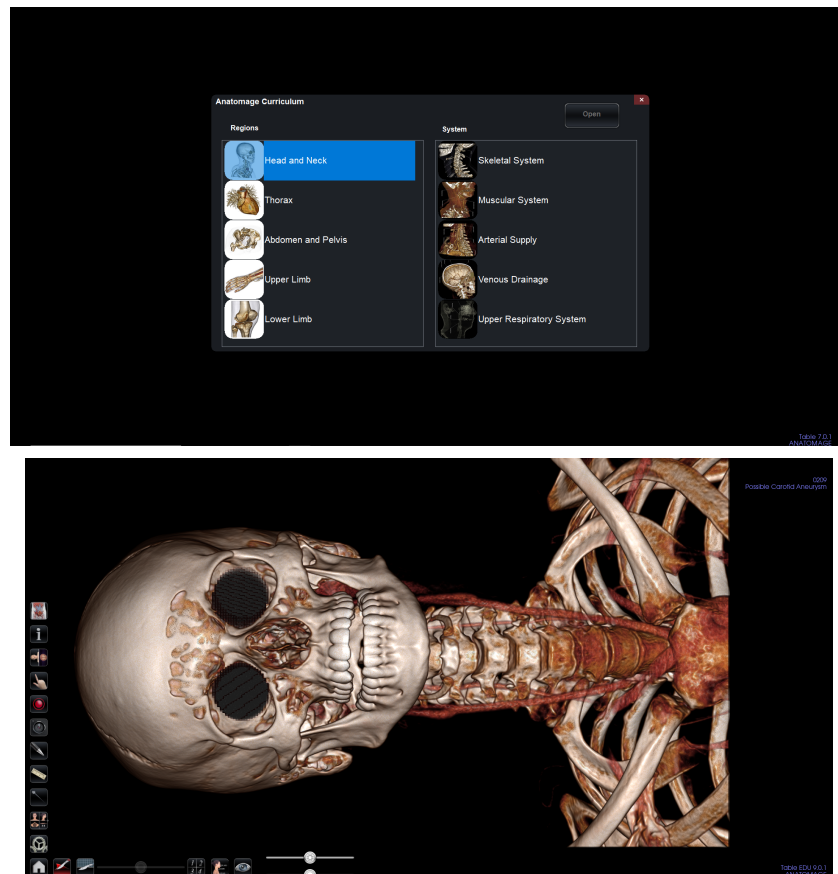 Anatomage Curriculum
Open
Regions
System
Head and Neck
Skeletal System
Thorax
Muscular System
Abdomen and Pelvis
Arterial Supply
Upper Limb
Venous Drainage
Lower Limb
Upper Respiratory System
Table 7.0.1
ANATOMAGE
0209
Possible Carotid Aneurysm
Table EDU 9.0.1
ANATOMAGE